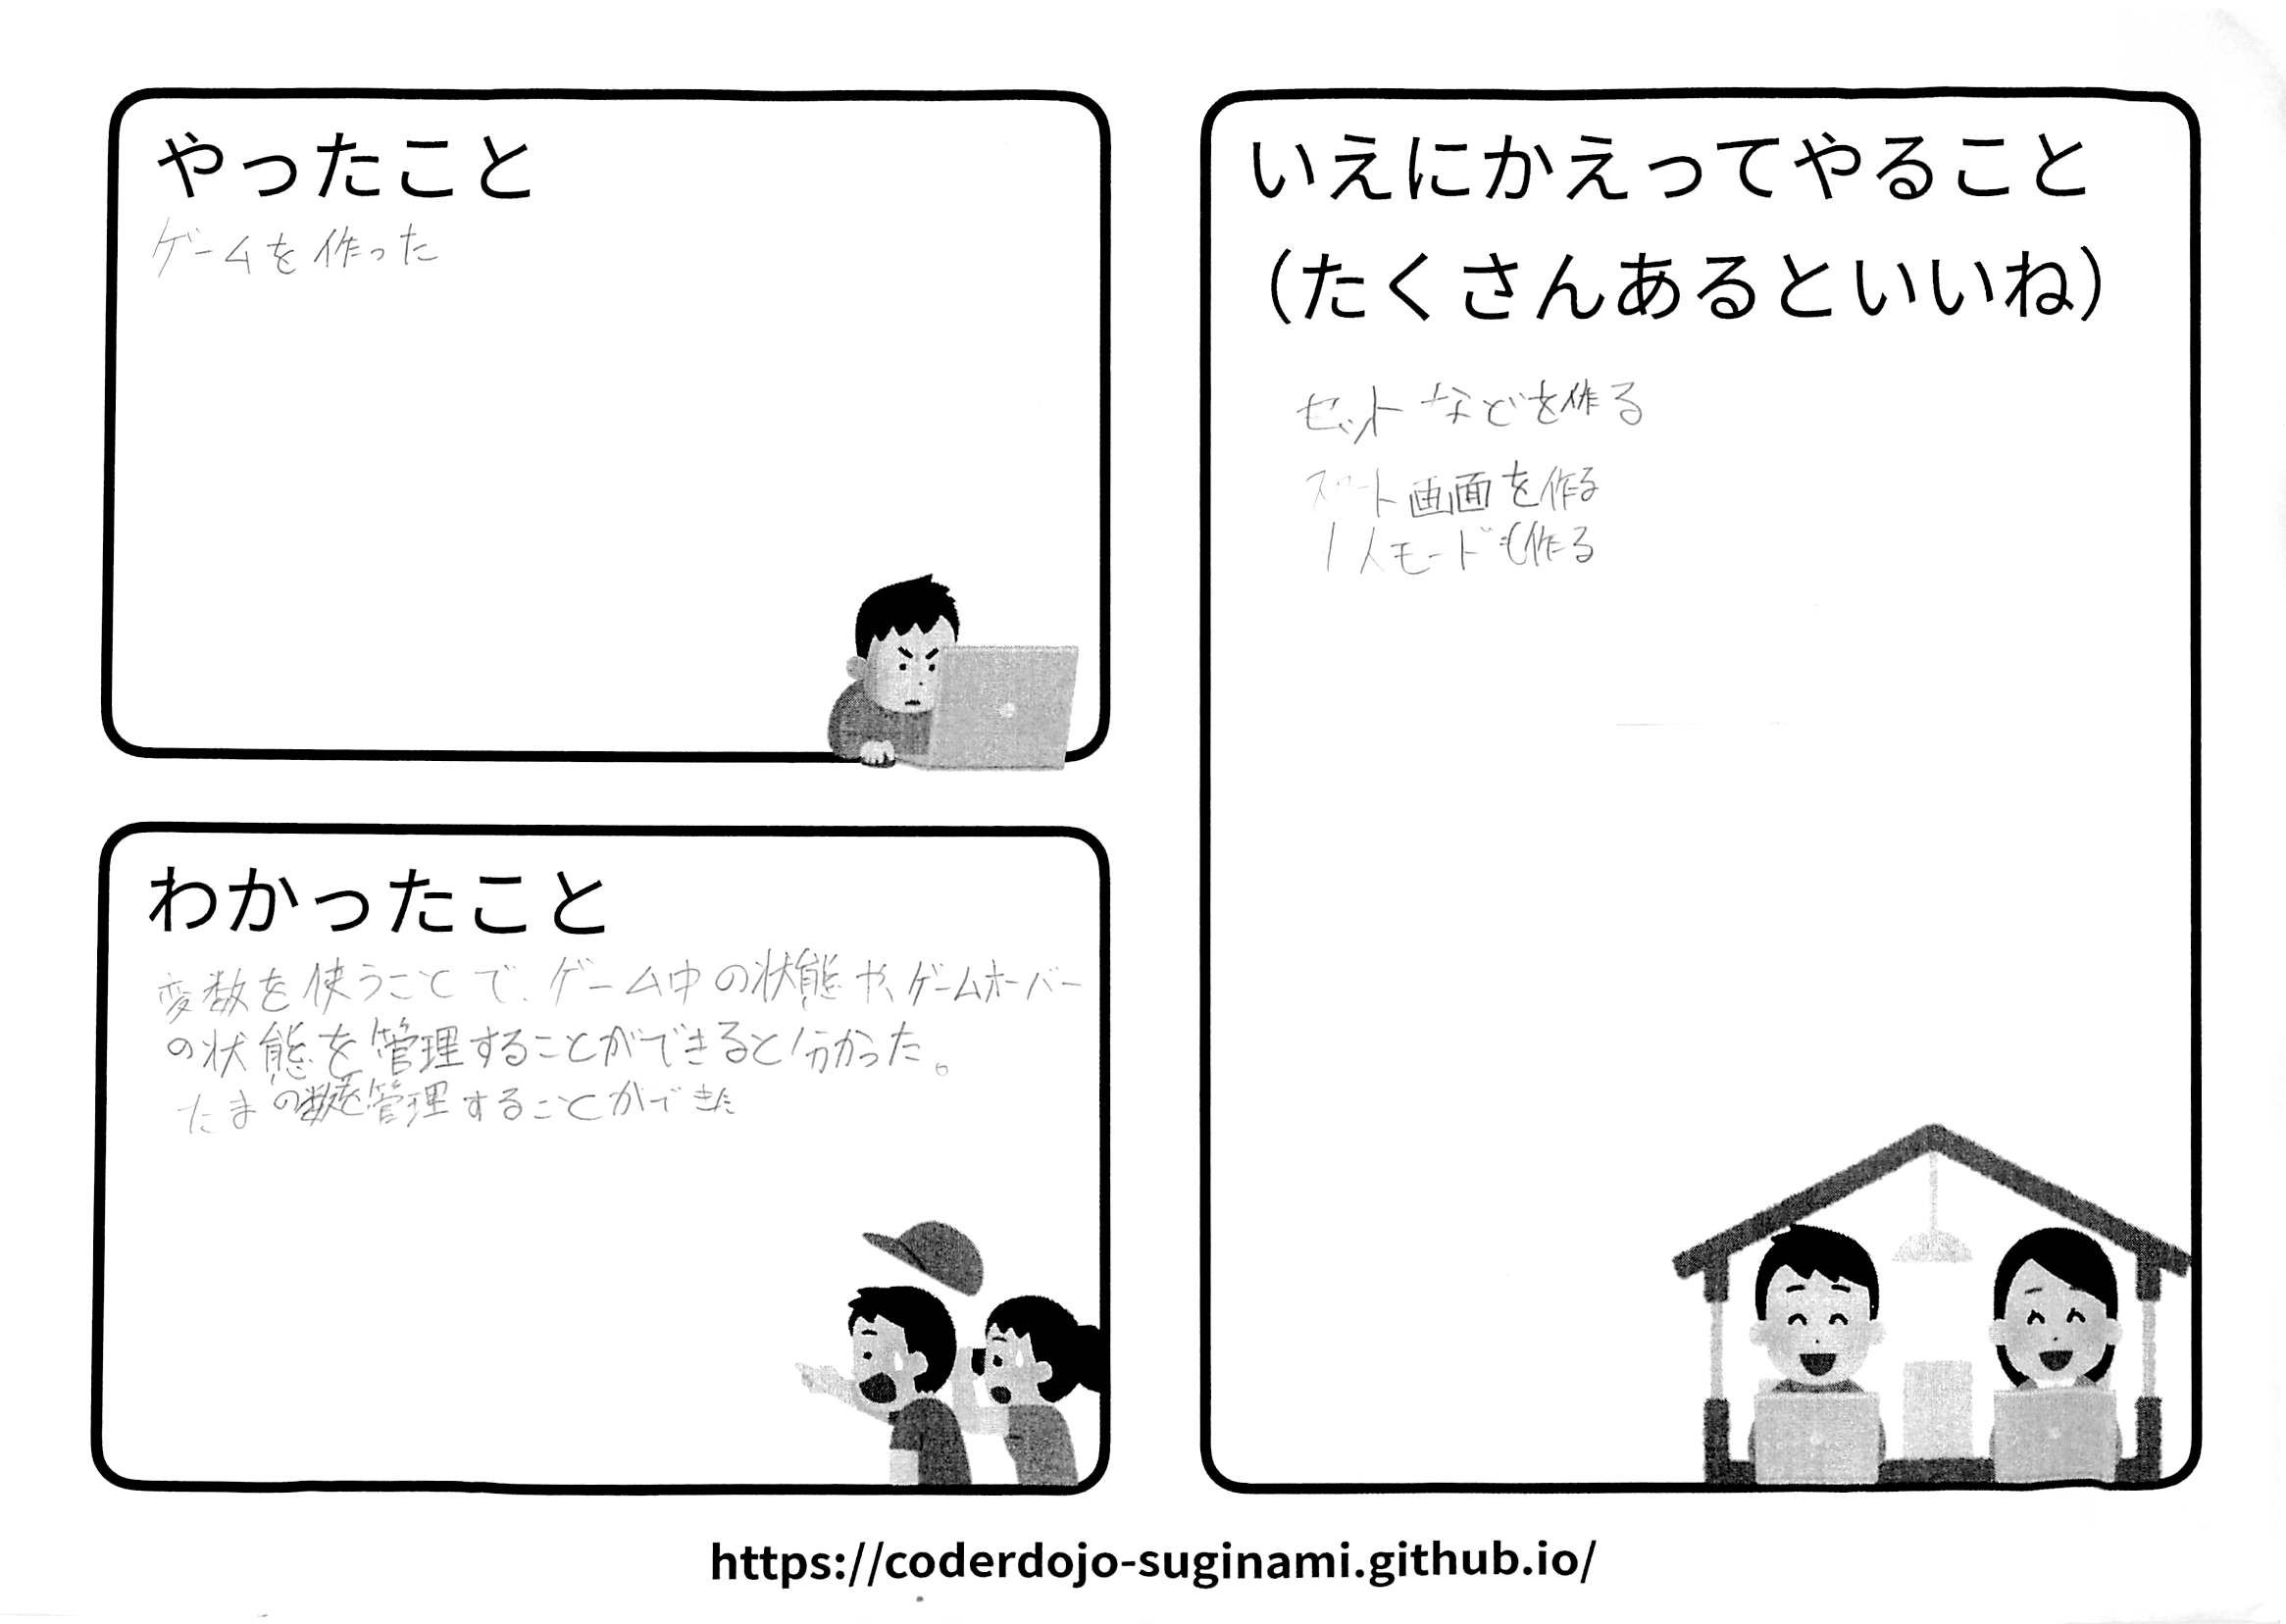 やったこと
ゲームを作った
わかったこと
変数を使うことで、ゲーム中の状態や、ゲームオーバー
の状態を管理することができると分かった。
たまの数を管理することができた
いえにかえってやること
（たくさんあるといいね）
セットなどを作る
スタート画面を作る
1人モードも作る
https://coderdojo-suginami.github.io/